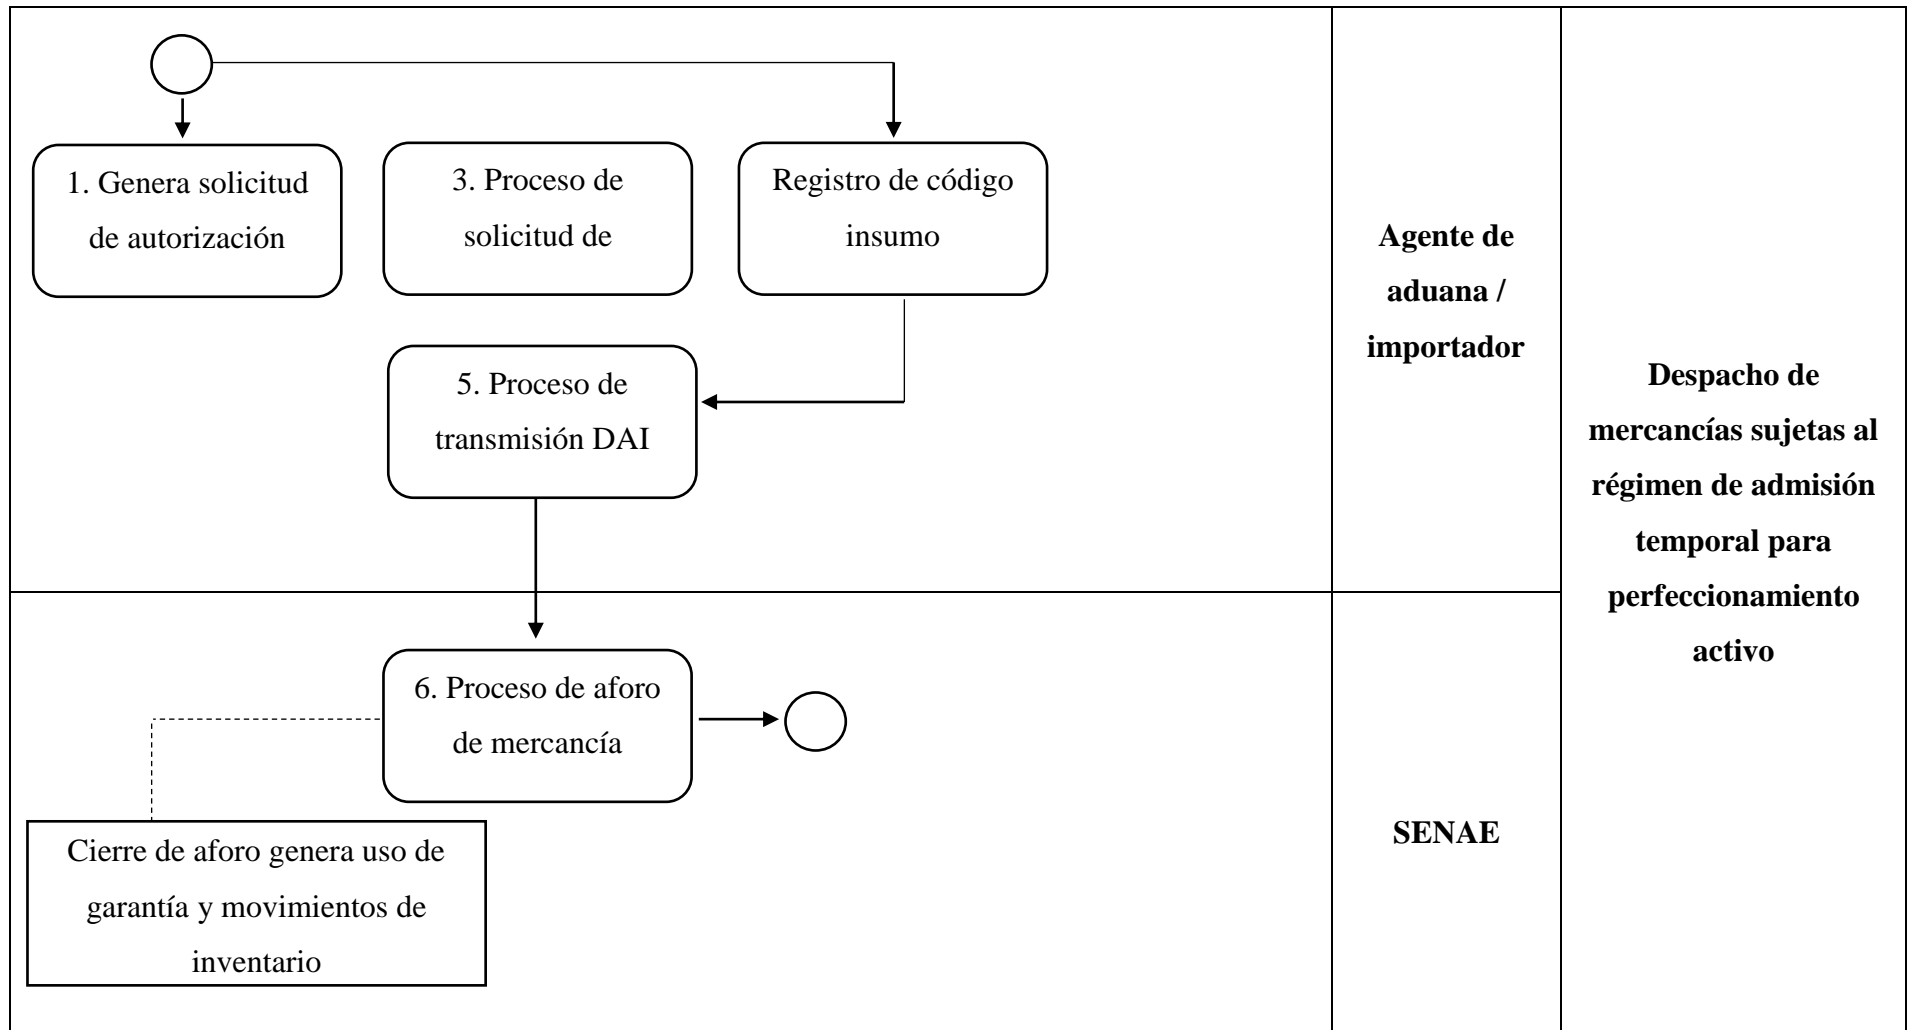 1. Genera solicitud
de autorización
3. Proceso de
solicitud de
Registro de código
insumo
5. Proceso de
transmisión DAI
Agente de
aduana /
importador
Despacho de
mercancías sujetas al
régimen de admisión
temporal para
perfeccionamiento
activo
6. Proceso de aforo
de mercancía
Cierre de aforo genera uso de
garantía y movimientos de
inventario
SENAE